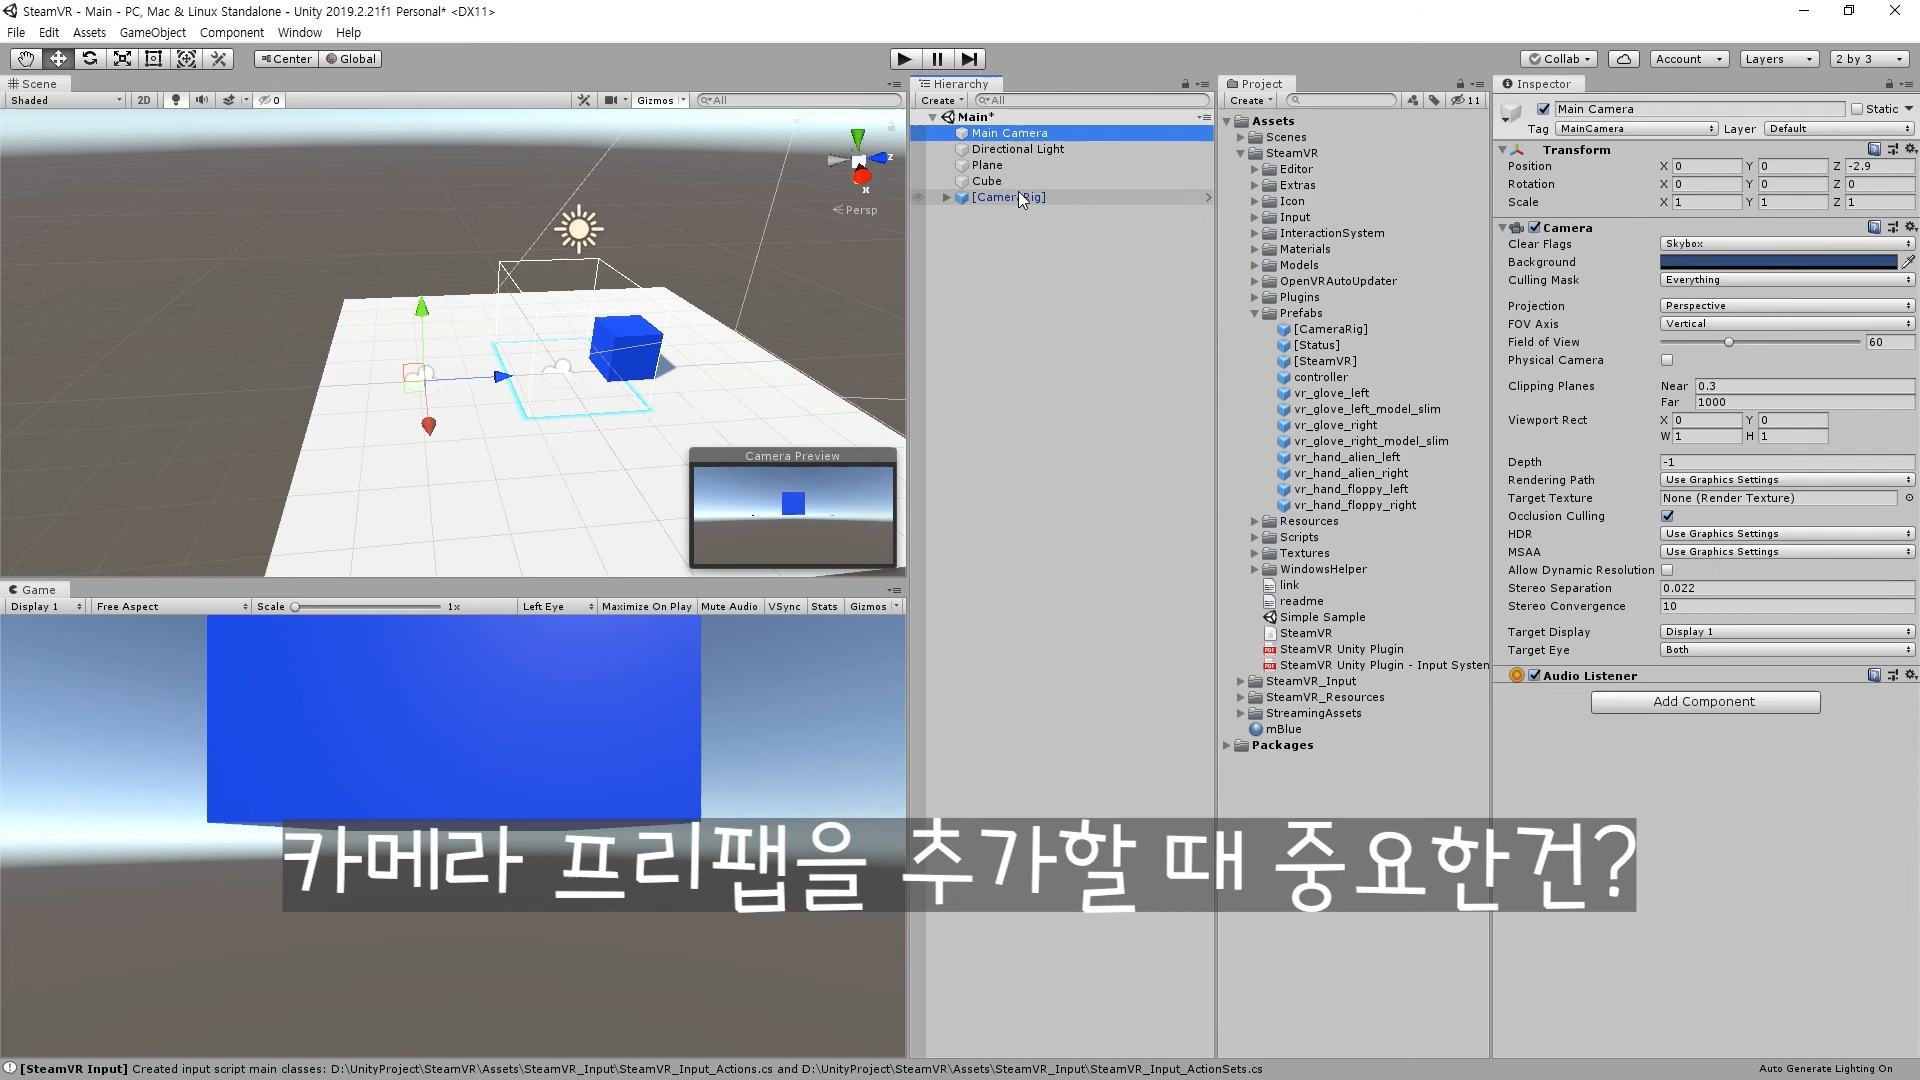 SteamVR - Main - PC, Mac & Linux Standalone - Unity 2019.2.21f1 Personal* <DX11>
File Edit Assets GameObject Component Window Help
Center Global
Collab Account Layers 2 by 3
Scene
Shaded 2D 0 Gizmos All
z
x
Persp
Camera Preview
Game
Display 1 Free Aspect Scale 1x Left Eye Maximize On Play Mute Audio VSync Stats Gizmos
Hierarchy
Create All
Main*
Main Camera
Directional Light
Plane
Cube
[CameraRig]
Project
Create 11
Assets
Scenes
SteamVR
Editor
Extras
Icon
Input
InteractionSystem
Materials
Models
OpenVRAutoUpdater
Plugins
Prefabs
[CameraRig]
[Status]
[SteamVR]
controller
vr_glove_left
vr_glove_left_model_slim
vr_glove_right
vr_glove_right_model_slim
vr_hand_alien_left
vr_hand_alien_right
vr_hand_floppy_left
vr_hand_floppy_right
Resources
Scripts
Textures
WindowsHelper
link
readme
Simple Sample
SteamVR
SteamVR Unity Plugin
SteamVR Unity Plugin - Input System
SteamVR_Input
SteamVR_Resources
StreamingAssets
mBlue
Packages
Inspector
Main Camera Static
Tag MainCamera Layer Default
Transform
Position X 0 Y 0 Z -2.9
Rotation X 0 Y 0 Z 0
Scale X 1 Y 1 Z 1
Camera
Clear Flags Skybox
Background
Culling Mask Everything
Projection Perspective
FOV Axis Vertical
Field of View 60
Physical Camera
Clipping Planes Near 0.3
Far 1000
Viewport Rect X 0 Y 0
W 1 H 1
Depth -1
Rendering Path Use Graphics Settings
Target Texture None (Render Texture)
Occlusion Culling
HDR Use Graphics Settings
MSAA Use Graphics Settings
Allow Dynamic Resolution
Stereo Separation 0.022
Stereo Convergence 10
Target Display Display 1
Target Eye Both
Audio Listener
Add Component
카메라 프리팹을 추가할 때 중요한건?
[SteamVR Input] Created input script main classes: D:\UnityProject\SteamVR\Assets\SteamVR_Input\SteamVR_Input_Actions.cs and D:\UnityProject\SteamVR\Assets\SteamVR_Input\SteamVR_Input_ActionSets.cs
Auto Generate Lighting On